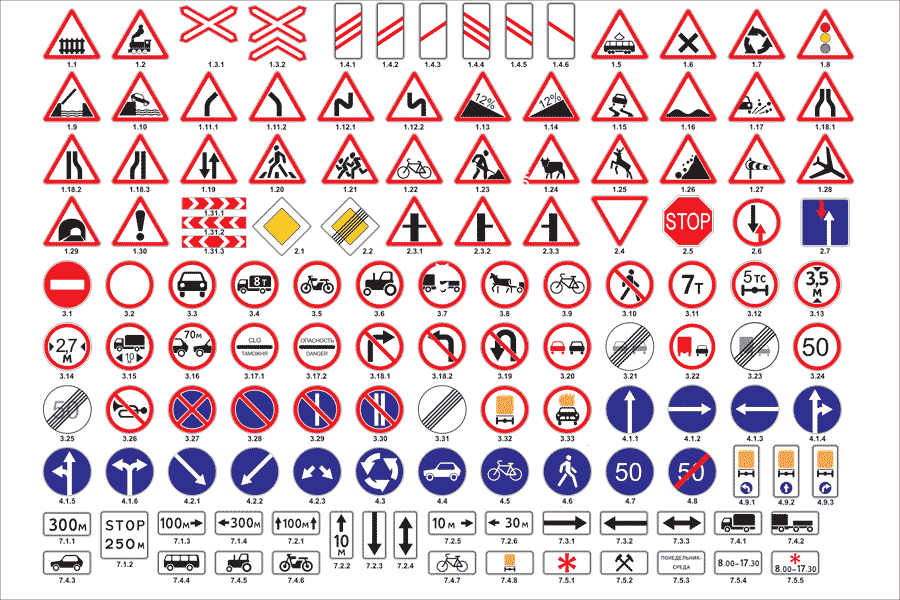 1.1 1.2 1.3.1 1.3.2 1.4.1 1.4.2 1.4.3 1.4.4 1.4.5 1.4.6 1.5 1.6 1.7 1.8
12% 12%
1.9 1.10 1.11.1 1.11.2 1.12.1 1.12.2 1.13 1.14 1.15 1.16 1.17 1.18.1
1.18.2 1.18.3 1.19 1.20 1.21 1.22 1.23 1.24 1.25 1.26 1.27 1.28
1.31.1
1.31.2
STOP
1.29 1.30 1.31.3 2.1 2.2 2.3.1 2.3.2 2.3.3 2.4 2.5 2.6 2.7
8т 7т 5тс 3,5
м
3.1 3.2 3.3 3.4 3.5 3.6 3.7 3.8 3.9 3.10 3.11 3.12 3.13
2,7
м
10
70м
CLO
ТАМОЖНЯ
ОПАСНОСТЬ
DANGER
50
3.14 3.15 3.16 3.17.1 3.17.2 3.18.1 3.18.2 3.19 3.20 3.21 3.22 3.23 3.24
50
3.25 3.26 3.27 3.28 3.29 3.30 3.31 3.32 3.33 4.1.1 4.1.2 4.1.3 4.1.4
50 50
4.1.5 4.1.6 4.2.1 4.2.2 4.2.3 4.3 4.4 4.5 4.6 4.7 4.8 4.9.1 4.9.2 4.9.3
300м
STOP
250м
100м 300м 100м
10
м
10 м 30 м
7.1.1 7.1.2 7.1.3 7.1.4 7.2.1 7.2.2 7.2.3 7.2.4 7.2.5 7.2.6 7.3.1 7.3.2 7.3.3 7.4.1 7.4.2
ПОНЕДЕЛЬНИК-
СРЕДА
8.00-17.30
8.00-17.30
7.4.3 7.4.4 7.4.5 7.4.6 7.4.7 7.4.8 7.5.1 7.5.2 7.5.3 7.5.4 7.5.5